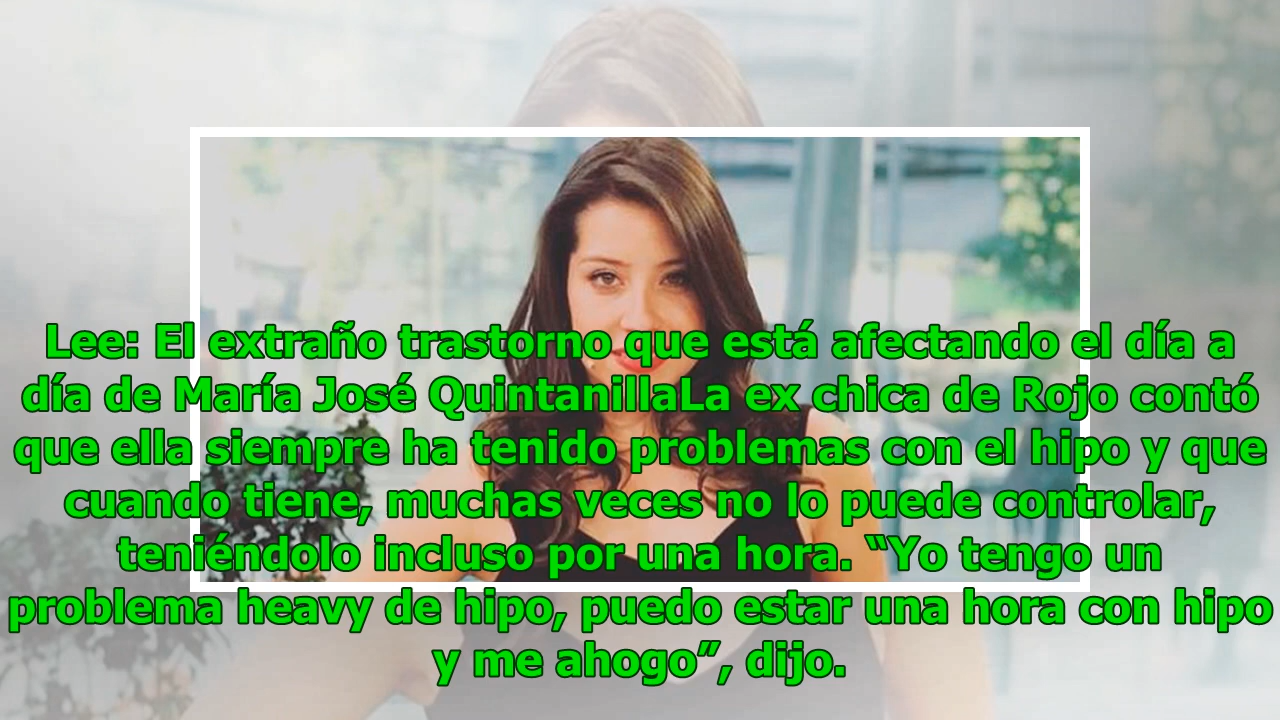 Lee: El extraño trastorno que está afectando el día a
día de María José QuintanillaLa ex chica de Rojo contó
que ella siempre ha tenido problemas con el hipo y que
cuando tiene, muchas veces no lo puede controlar,
teniéndolo incluso por una hora. “Yo tengo un
problema heavy de hipo, puedo estar una hora con hipo
y me ahogo”, dijo.